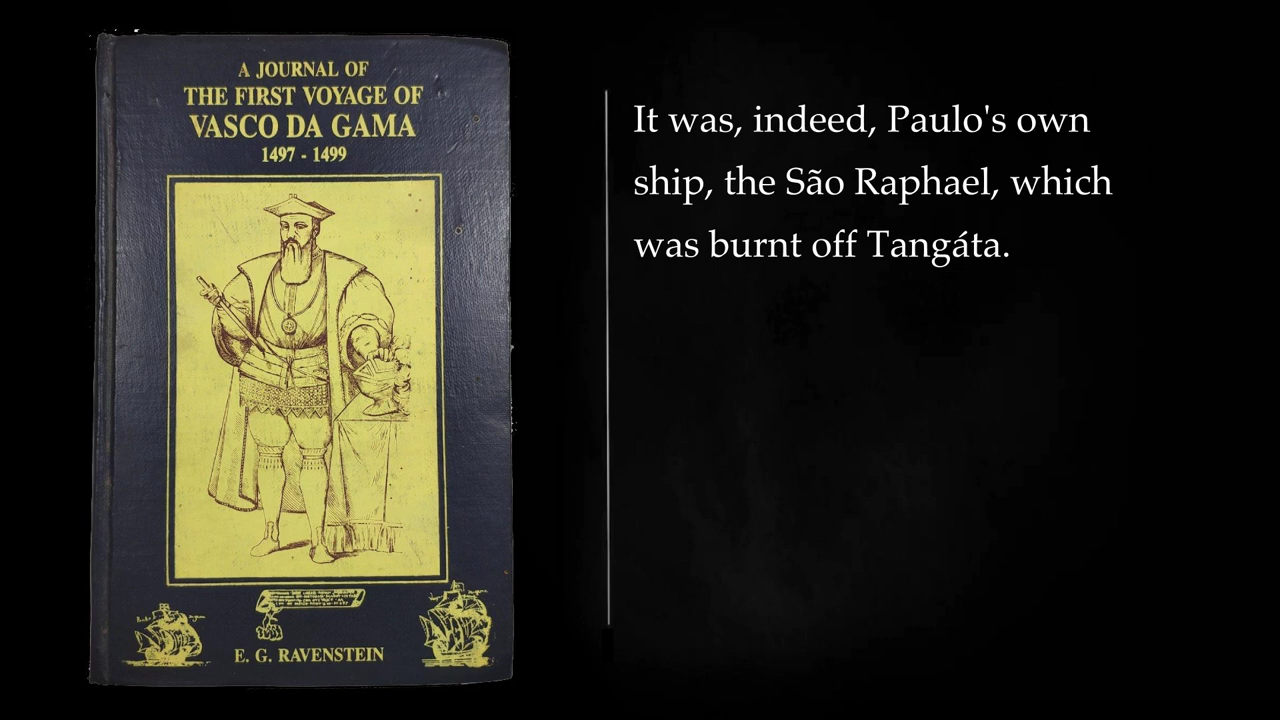 A JOURNAL OF
THE FIRST VOYAGE OF
VASCO DA GAMA
1497 - 1499
E. G. RAVENSTEIN
It was, indeed, Paulo's own
ship, the São Raphael, which
was burnt off Tangáta.